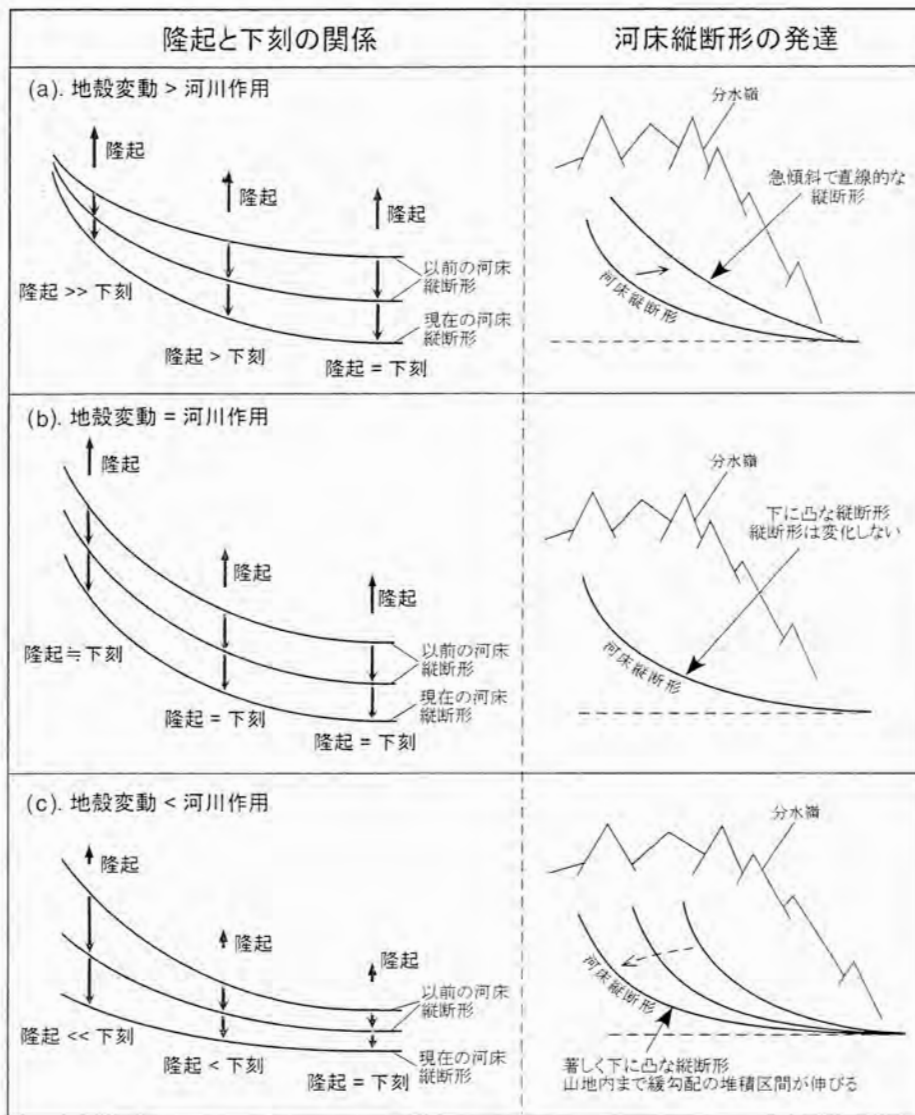 隆起と下刻の関係
河床縦断形の発達
(a). 地殻変動 > 河川作用
隆起
隆起
隆起
以前の河床
縦断形
現在の河床
縦断形
隆起 >> 下刻
隆起 > 下刻
隆起 = 下刻
分水嶺
急傾斜で直線的な
縦断形
河床縦断形
(b). 地殻変動 = 河川作用
隆起
隆起
隆起
以前の河床
縦断形
現在の河床
縦断形
隆起≒下刻
隆起 = 下刻
隆起 = 下刻
分水嶺
下に凸な縦断形
縦断形は変化しない
河床縦断形
(c). 地殻変動 < 河川作用
隆起
隆起
隆起
以前の河床
縦断形
現在の河床
縦断形
隆起 << 下刻
隆起 < 下刻
隆起 = 下刻
分水嶺
河床縦断形
著しく下に凸な縦断形
山地内まで緩勾配の堆積区間が伸びる